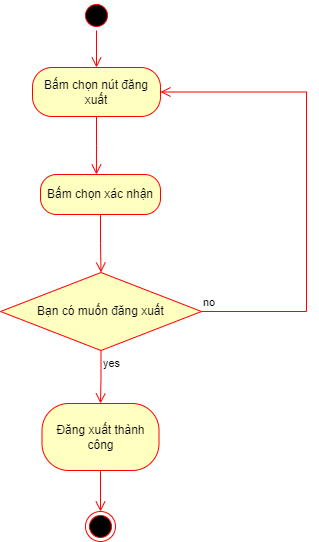 Bấm chọn nút đăng
xuất
Bấm chọn xác nhận
Bạn có muốn đăng xuất
no
yes
Đăng xuất thành
công